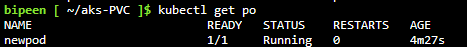 bipeen [ ~/aks-PVC ]$ kubectl get po
NAME READY STATUS RESTARTS AGE
newpod 1/1 Running 0 4m27s